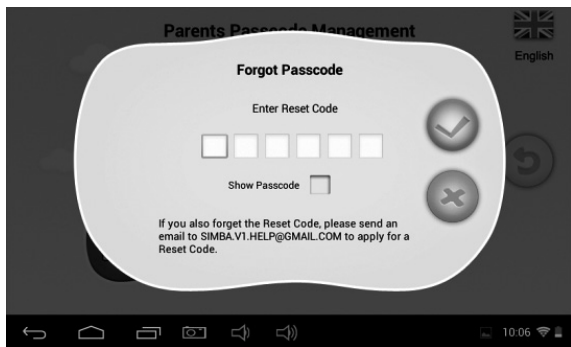 Parents Passcode Management
English
Forgot Passcode
Enter Reset Code
Show Passcode
If you also forget the Reset Code, please send an
email to SIMBA.V1.HELP@GMAIL.COM to apply for a
Reset Code.
10:06